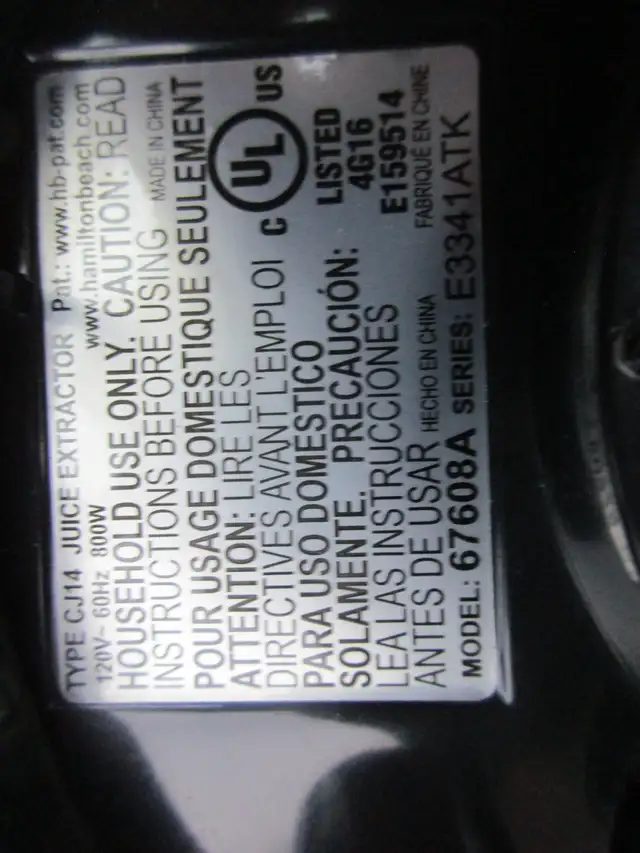 TYPE CJ14 JUICE EXTRACTOR Pat.: www.hb-pat.com
120V~ 60Hz 800W www.hamiltonbeach.com
HOUSEHOLD USE ONLY. CAUTION: READ
INSTRUCTIONS BEFORE USING MADE IN CHINA
POUR USAGE DOMESTIQUE SEULEMENT
ATTENTION: LIRE LES
DIRECTIVES AVANT L'EMPLOI
PARA USO DOMESTICO
SOLAMENTE. PRECAUCIÓN:
LEA LAS INSTRUCCIONES
ANTES DE USAR HECHO EN CHINA
C UL US
LISTED
4G16
E159514
FABRIQUÉ EN CHINE
MODEL: 67608A SERIES: E3341ATK